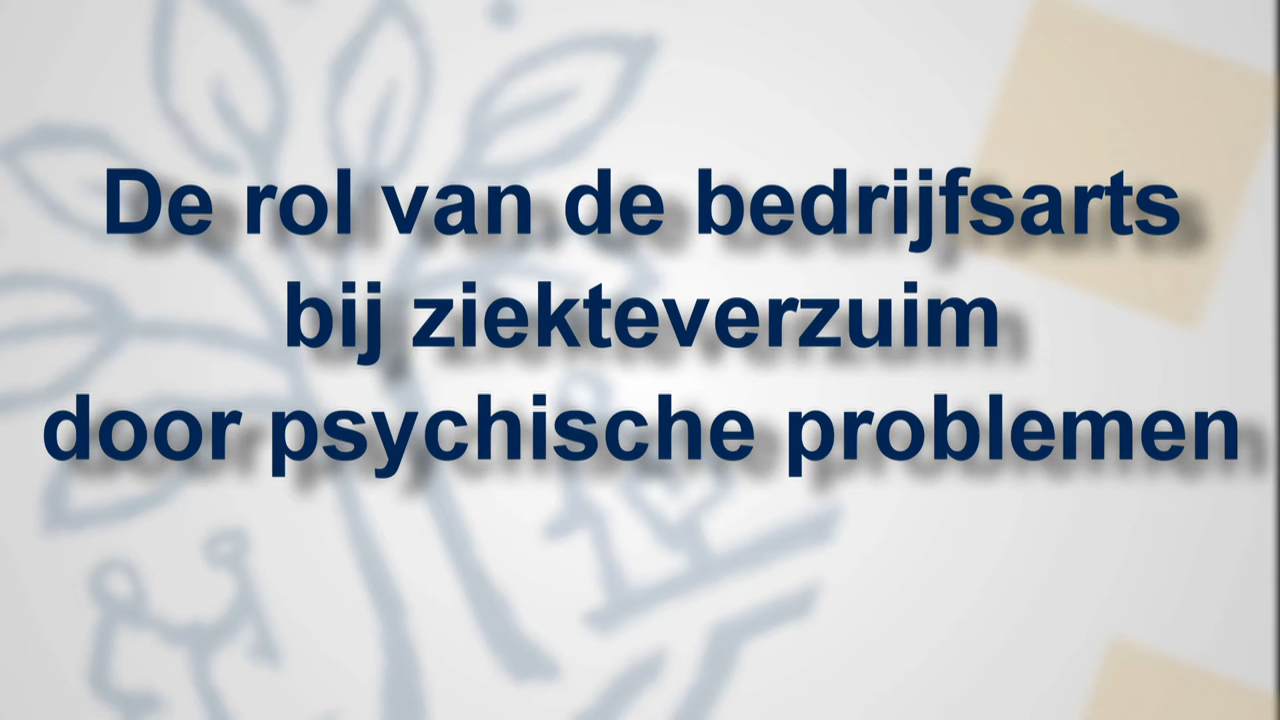 De rol van de bedrijfsarts
bij ziekteverzuim
door psychische problemen